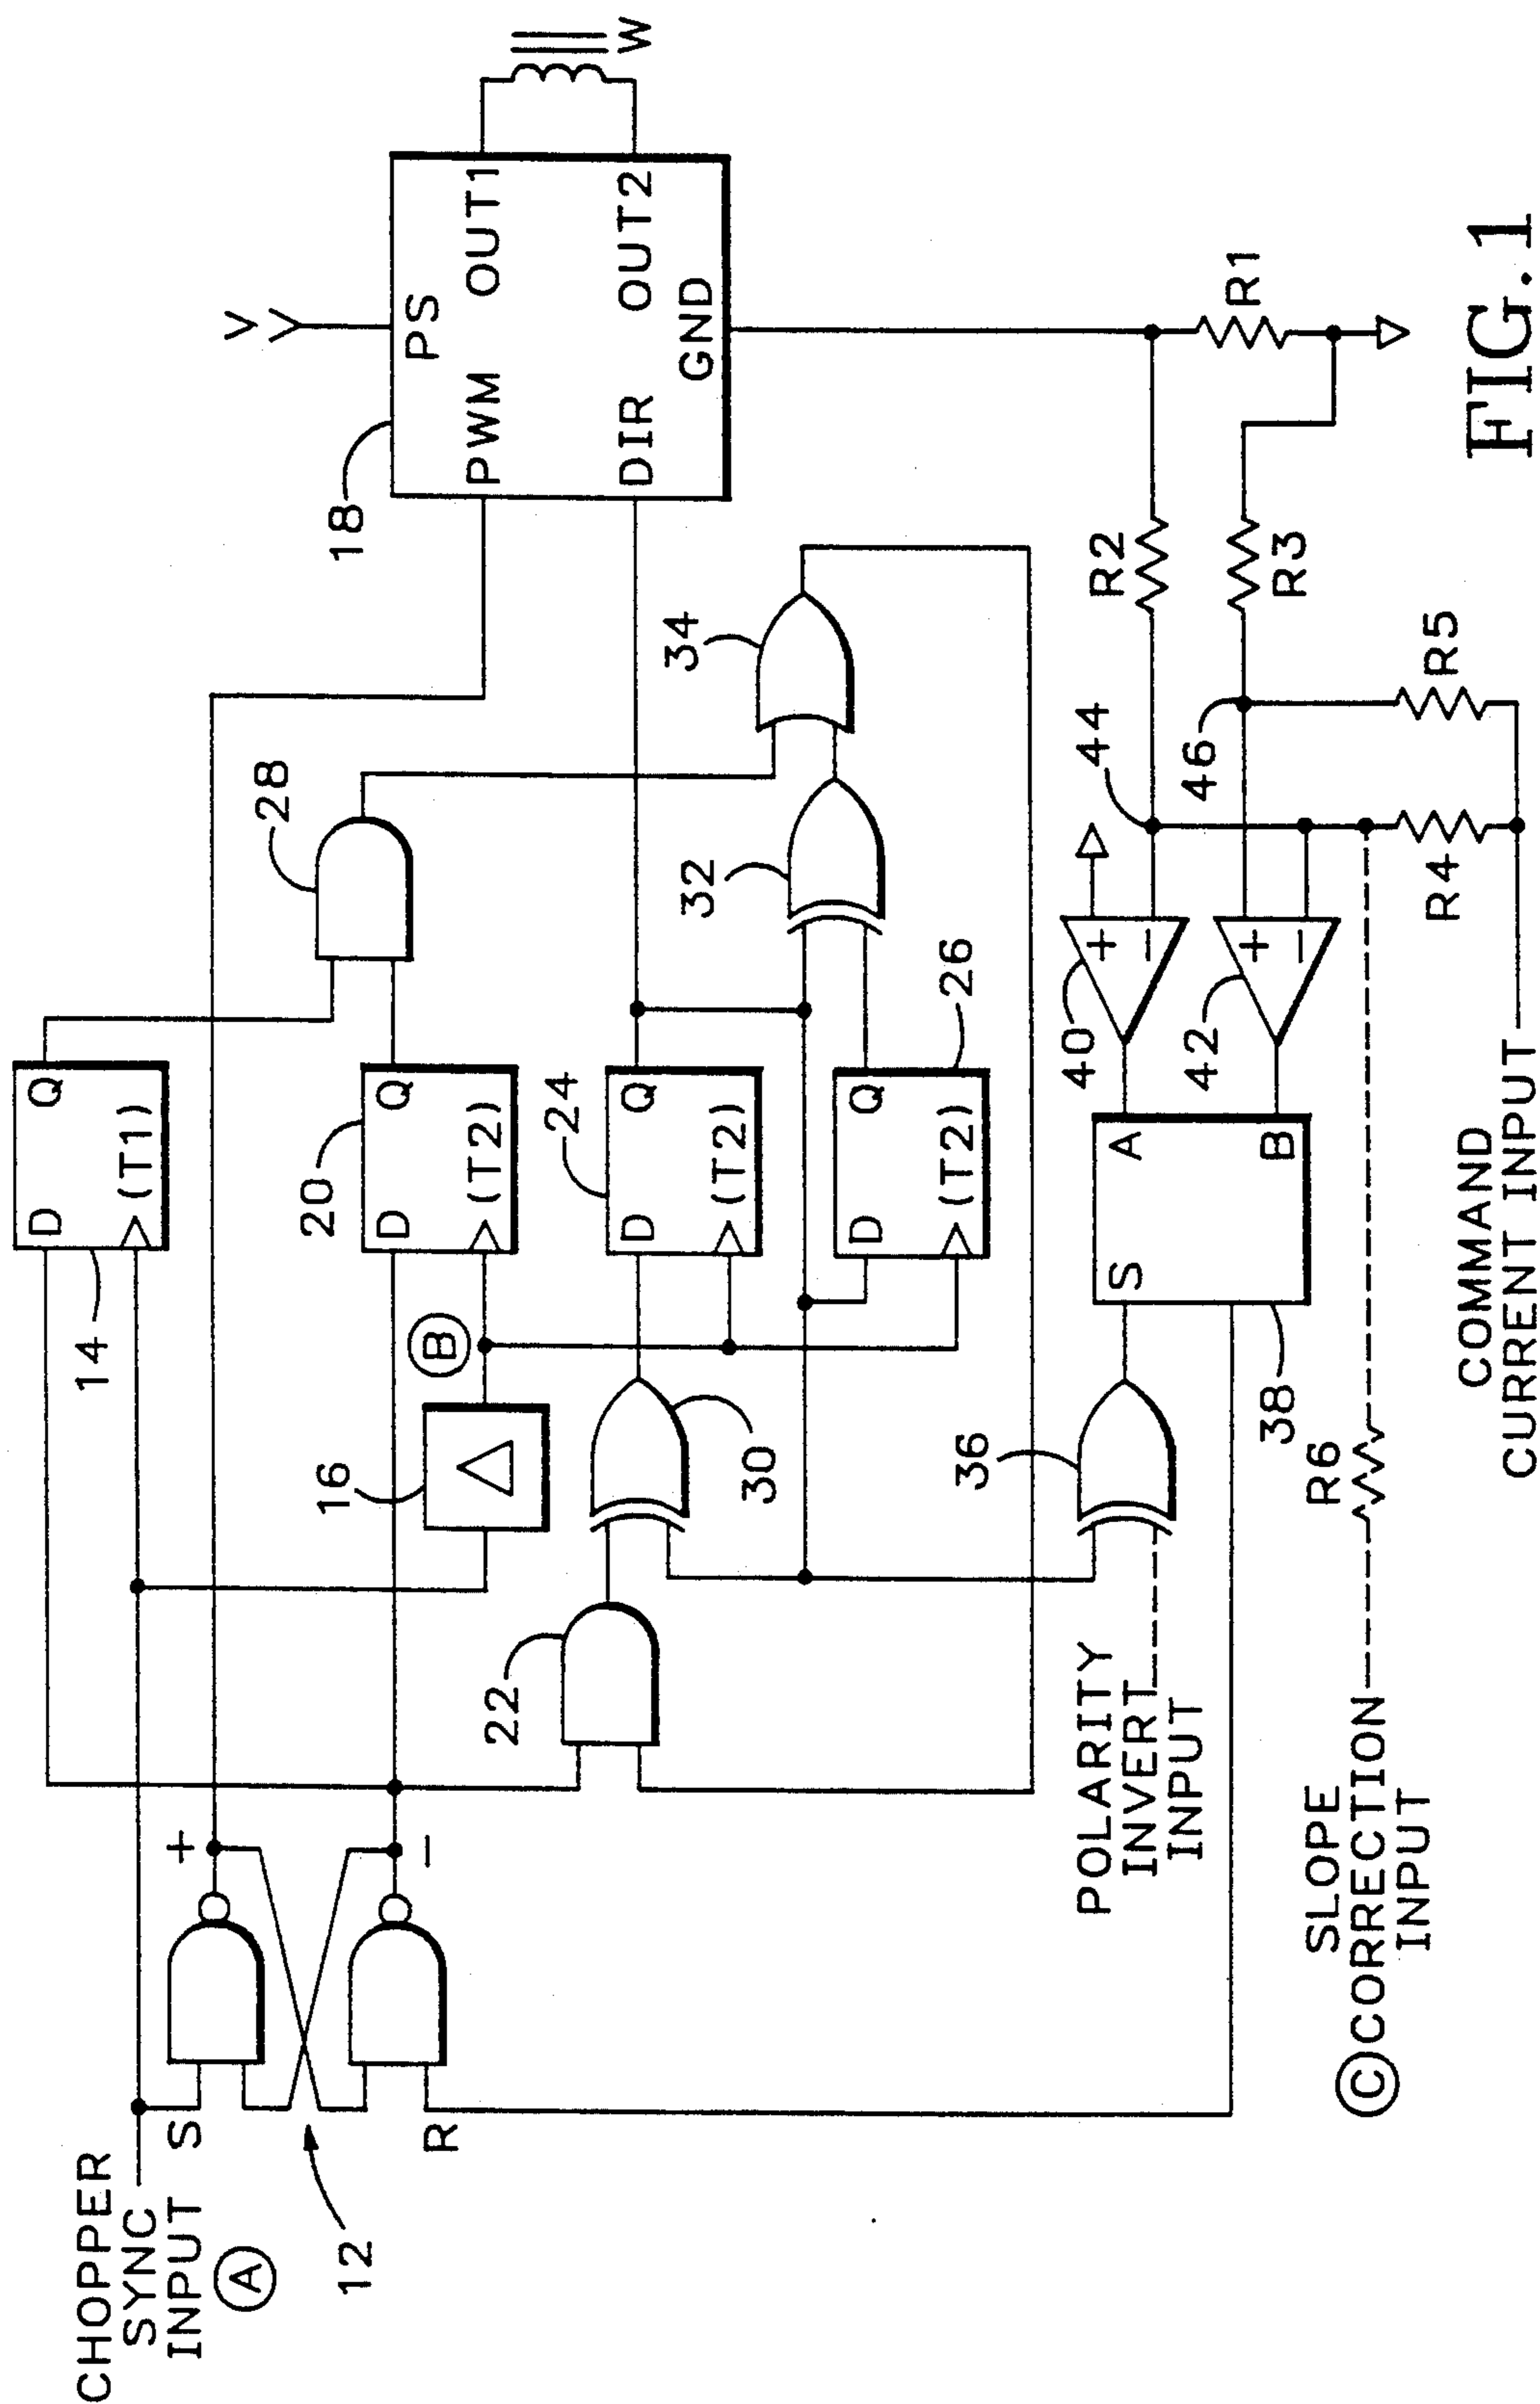 CHOPPER
SYNC
INPUT
A
S
R
12
+
–
D
Q
(T1)
14
16
B
D
Q
(T2)
20
22
D
Q
(T2)
24
D
Q
(T2)
26
28
30
32
34
36
18
V
PS
PWM
OUT1
DIR
OUT2
GND
W
POLARITY
INVERT
INPUT
S
A
B
38
+
–
40
+
–
42
44
46
R1
R2
R3
R4
R5
R6
SLOPE
C CORRECTION
INPUT
COMMAND
CURRENT INPUT
FIG. 1